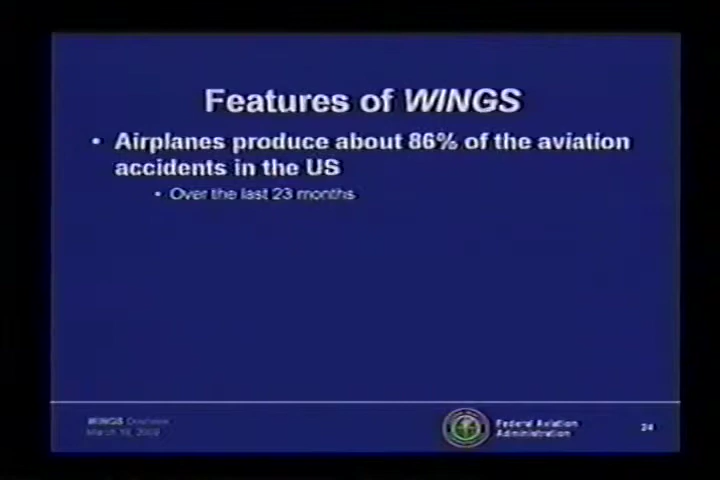 Features of WINGS
• Airplanes produce about 86% of the aviation
accidents in the US
• Over the last 23 months
WINGS
Federal Aviation
Administration
24